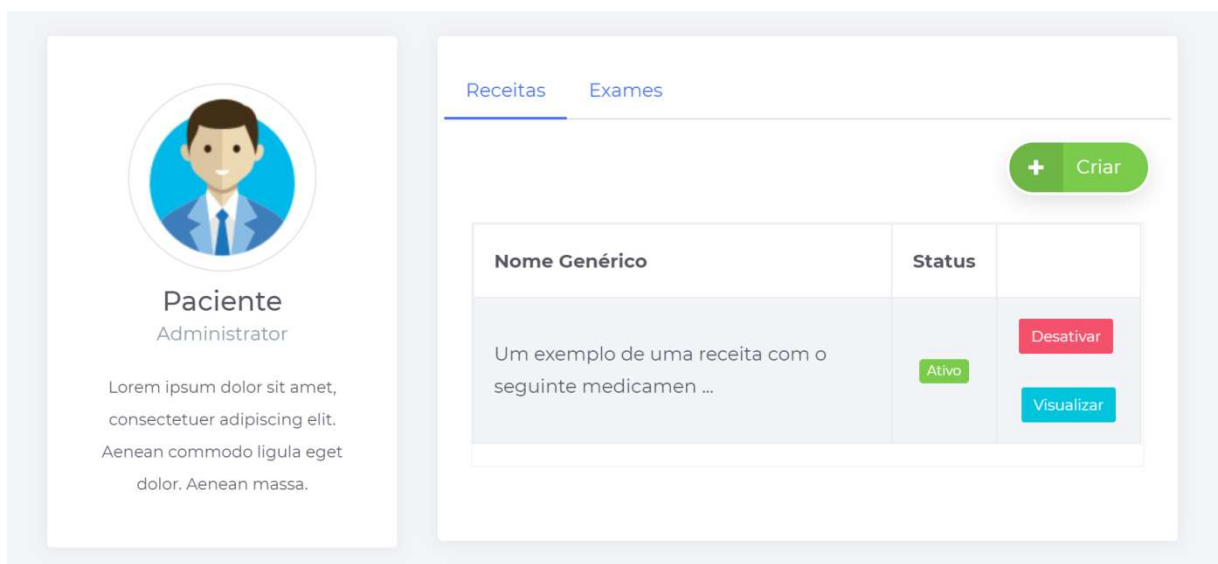 Paciente
Administrator
Lorem ipsum dolor sit amet,
consectetuer adipiscing elit.
Aenean commodo ligula eget
dolor. Aenean massa.
Receitas Exames
+ Criar
Nome Genérico Status
Um exemplo de uma receita com o
seguinte medicamen ...
Ativo
Desativar
Visualizar